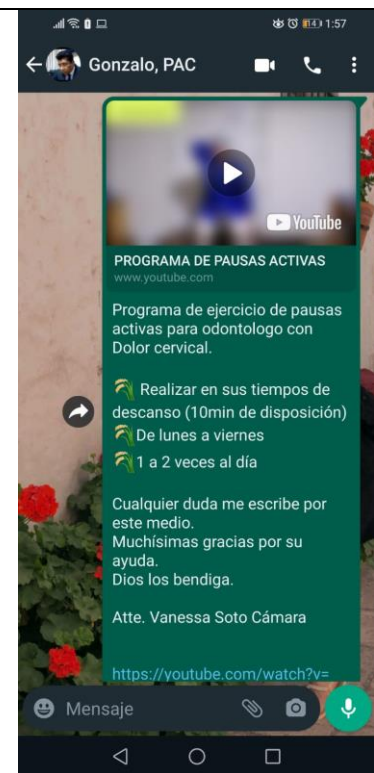 1:57
Gonzalo, PAC
YouTube
PROGRAMA DE PAUSAS ACTIVAS
www.youtube.com
Programa de ejercicio de pausas
activas para odontologo con
Dolor cervical.
🌾 Realizar en sus tiempos de
descanso (10min de disposición)
🌾De lunes a viernes
🌾1 a 2 veces al día
Cualquier duda me escribe por
este medio.
Muchísimas gracias por su
ayuda.
Dios los bendiga.
Atte. Vanessa Soto Cámara
https://youtube.com/watch?v=
Mensaje